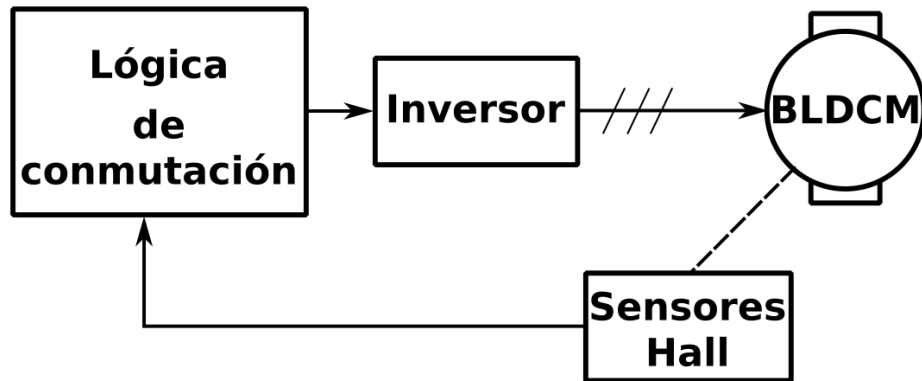 Lógica
de
conmutación
Inversor
BLDCM
Sensores
Hall